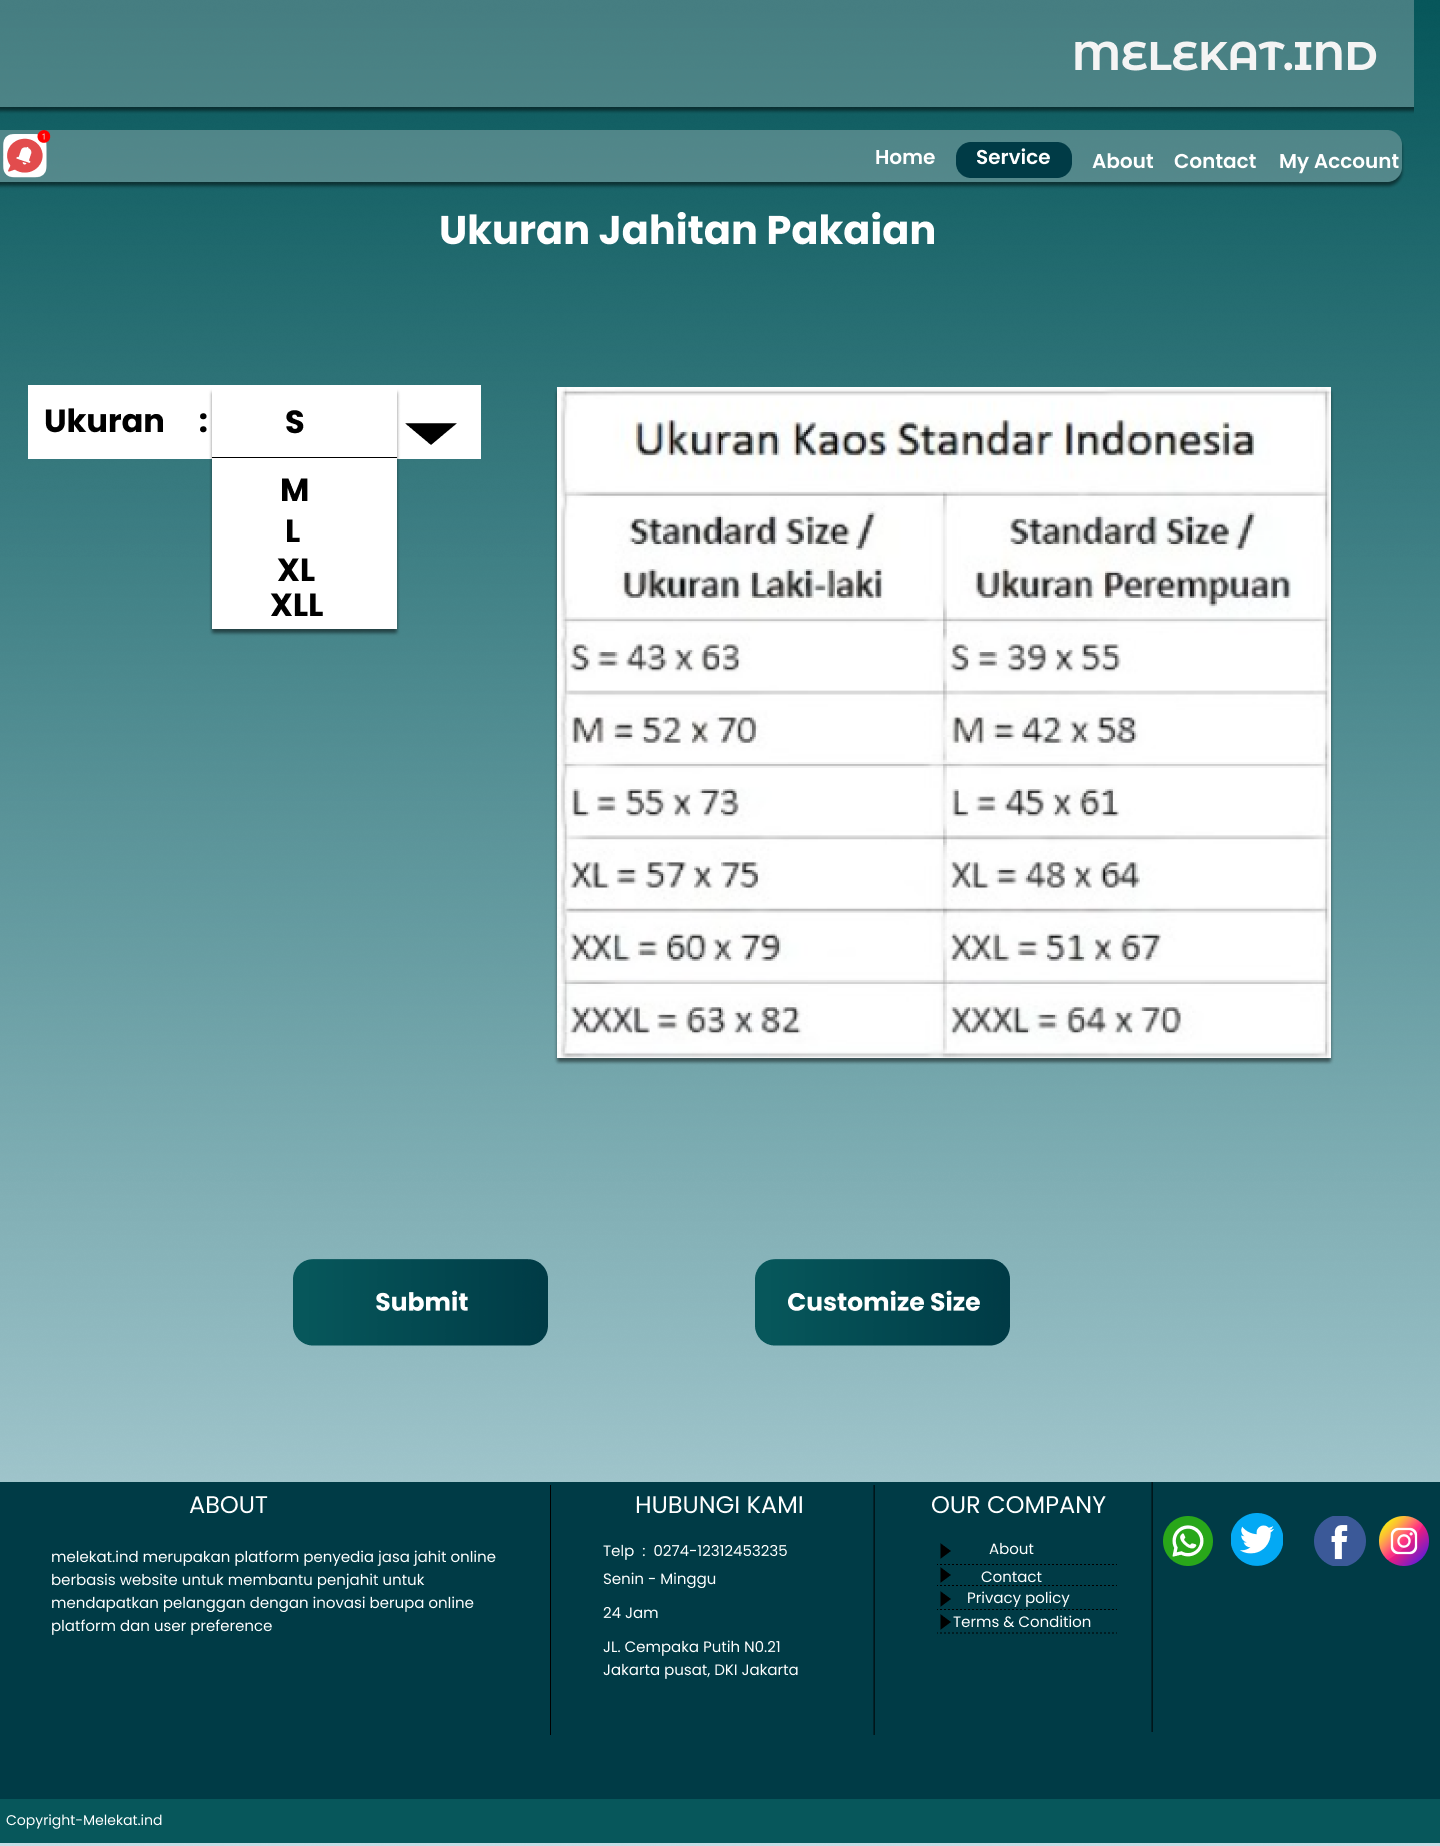 MELEKAT.IND
1
Home Service About Contact My Account
Ukuran Jahitan Pakaian
Ukuran : S
M
L
XL
XLL
Ukuran Kaos Standar Indonesia
Standard Size / Ukuran Laki-laki
Standard Size / Ukuran Perempuan
S = 43 x 63 S = 39 x 55
M = 52 x 70 M = 42 x 58
L = 55 x 73 L = 45 x 61
XL = 57 x 75 XL = 48 x 64
XXL = 60 x 79 XXL = 51 x 67
XXXL = 63 x 82 XXXL = 64 x 70
Submit Customize Size
ABOUT
melekat.ind merupakan platform penyedia jasa jahit online
berbasis website untuk membantu penjahit untuk
mendapatkan pelanggan dengan inovasi berupa online
platform dan user preference
HUBUNGI KAMI
Telp : 0274-12312453235
Senin - Minggu
24 Jam
JL. Cempaka Putih N0.21
Jakarta pusat, DKI Jakarta
OUR COMPANY
About
Contact
Privacy policy
Terms & Condition
Copyright-Melekat.ind